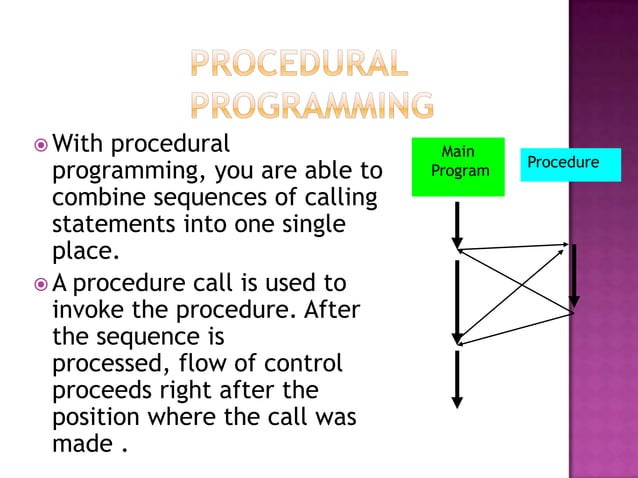 PROCEDURAL
PROGRAMMING
With procedural
programming, you are able to
combine sequences of calling
statements into one single
place.
A procedure call is used to
invoke the procedure. After
the sequence is
processed, flow of control
proceeds right after the
position where the call was
made .
Main
Program
Procedure